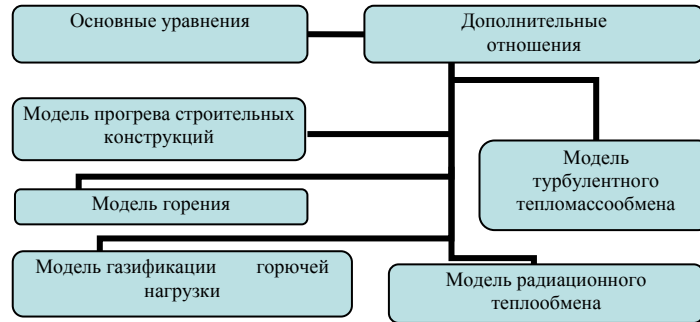 Основные уравнения
Дополнительные
отношения
Модель прогрева строительных
конструкций
Модель
турбулентного
тепломассообмена
Модель горения
Модель газификации горючей
нагрузки
Модель радиационного
теплообмена